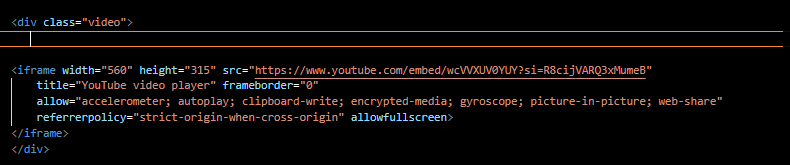 <div class="video">
<iframe width="560" height="315" src="https://www.youtube.com/embed/wcVVXUV0YUY?si=R8cijVARQ3xMumeB"
title="YouTube video player" frameborder="0"
allow="accelerometer; autoplay; clipboard-write; encrypted-media; gyroscope; picture-in-picture; web-share"
referrerpolicy="strict-origin-when-cross-origin" allowfullscreen>
</iframe>
</div>